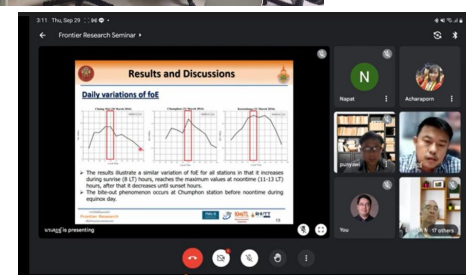 3:11 Thu, Sep 29
Frontier Research Seminar
Results and Discussions
Daily variations of foE
The results illustrate a similar variation of foE for all stations in that it increases
during sunrise (8 LT) hours, reaches the maximum values at noontime (11-13 LT)
hours, after that it decreases until sunset hours.
The bite-out phenomenon occurs at Chumphon station before noontime during
equinox day.
Frontier Research
KMITL
is presenting
N
Napat
Acharaporn
You
17 others